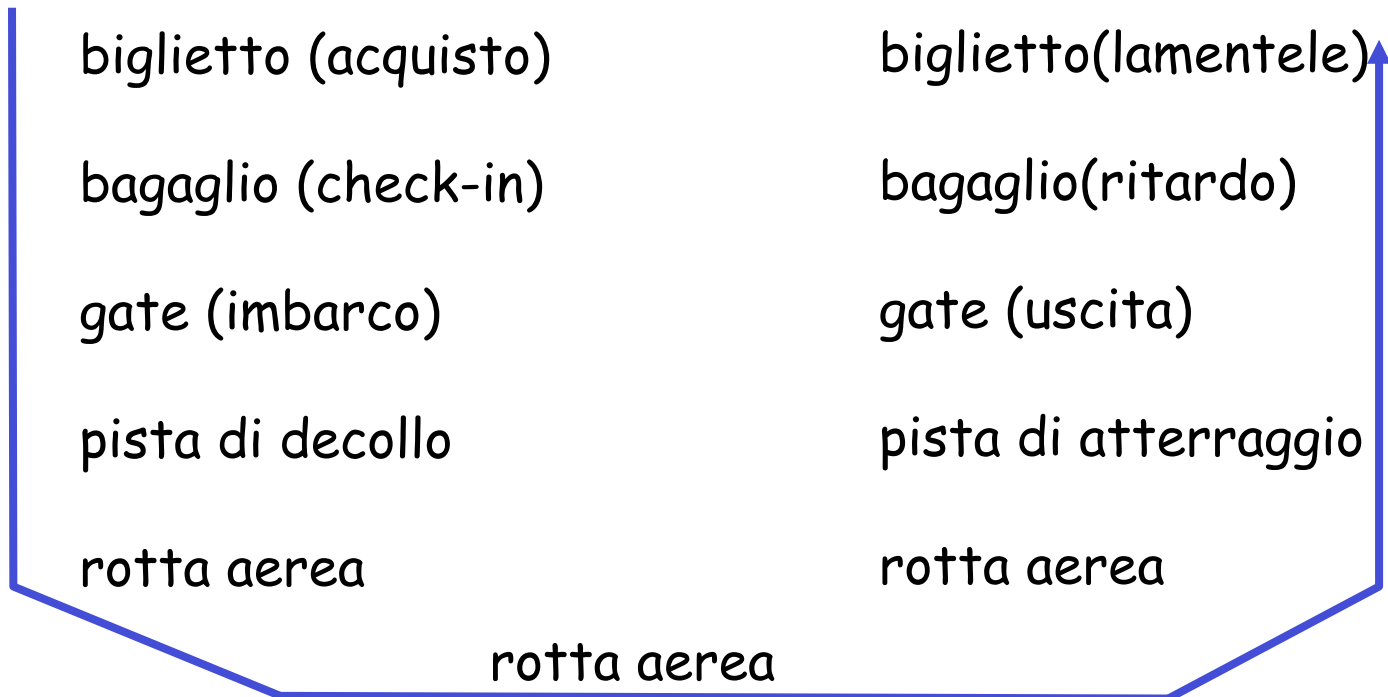 biglietto (acquisto)
bagaglio (check-in)
gate (imbarco)
pista di decollo
rotta aerea
rotta aerea
biglietto(lamentele)
bagaglio(ritardo)
gate (uscita)
pista di atterraggio
rotta aerea